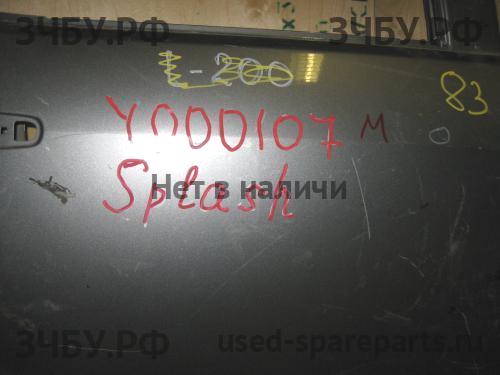 ЗЧБУ.РФ ЗЧБУ.РФ
L-200
83
Y000107 M
Splash
Нет в наличи
ЗЧБУ.РФ used-spareparts.ru